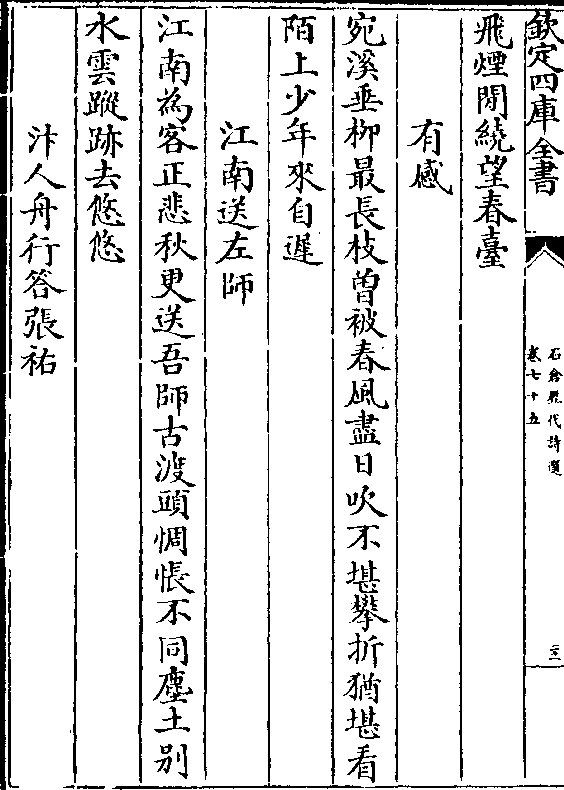 欽定四庫全書
石倉歷代詩選
卷七十五
飛煙閒繞望春臺
有感
宛溪垂柳最長枝曾被春風盡日吹不堪攀折猶堪看
陌上少年來自遲
江南送左師
江南為客正悲秋更送吾師古渡頭惆悵不同塵土别
水雲蹤跡去悠悠
汴人舟行答張祜